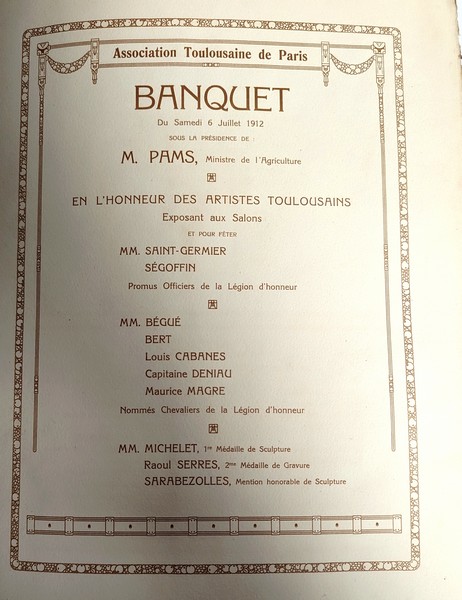 Association Toulousaine de Paris
BANQUET
Du Samedi 6 Juillet 1912
SOUS LA PRÉSIDENCE DE :
M. PAMS, Ministre de l'Agriculture
EN L'HONNEUR DES ARTISTES TOULOUSAINS
Exposant aux Salons
ET POUR FÊTER
MM. SAINT-GERMIER
SÉGOFFIN
Promus Officiers de la Légion d'honneur
MM. BÉGUÉ
BERT
Louis CABANES
Capitaine DENIAU
Maurice MAGRE
Nommés Chevaliers de la Légion d'honneur
MM. MICHELET, 1re Médaille de Sculpture
Raoul SERRES, 2me Médaille de Gravure
SARABEZOLLES, Mention honorable de Sculpture